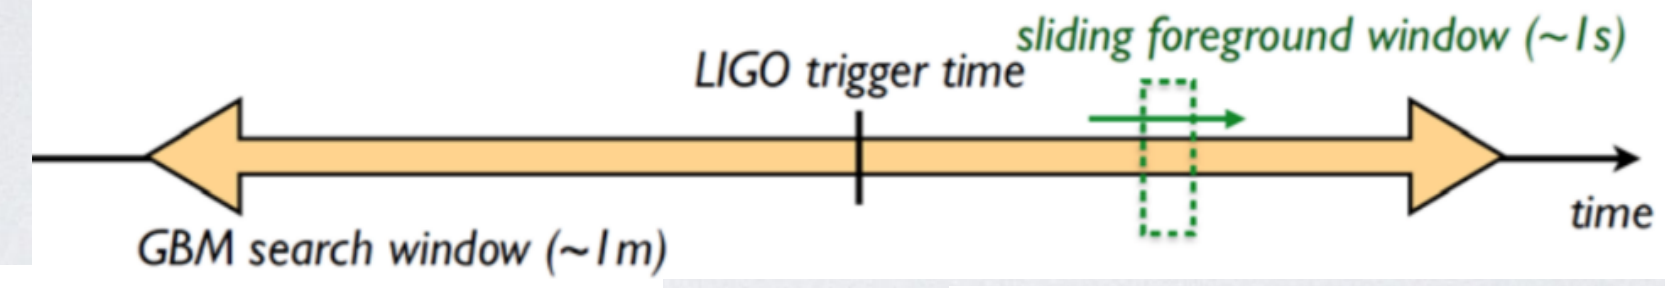 sliding foreground window (~1s)
LIGO trigger time
time
GBM search window (~1m)